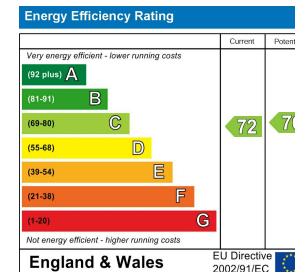 Energy Efficiency Rating
Current
Very energy efficient - lower running costs
(92 plus) A
(81-91) B
(69-80) C
72
(55-68) D
(39-54) E
(21-38) F
(1-20) G
Not energy efficient - higher running costs
England & Wales
EU Directive
2002/91/EC